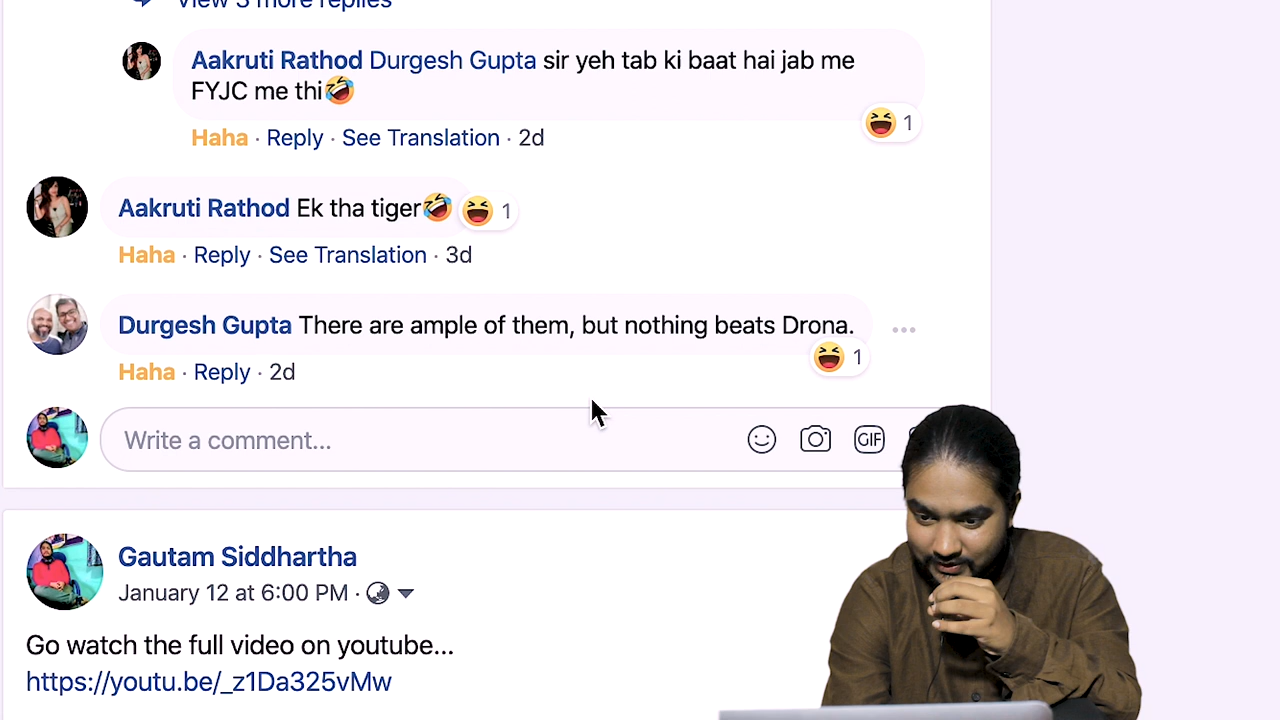 View 3 more replies
Aakruti Rathod Durgesh Gupta sir yeh tab ki baat hai jab me
FYJC me thi🤣
😆 1
Haha · Reply · See Translation · 2d
Aakruti Rathod Ek tha tiger🤣 😆 1
Haha · Reply · See Translation · 3d
Durgesh Gupta There are ample of them, but nothing beats Drona.
😆 1
Haha · Reply · 2d
Write a comment...
GIF
Gautam Siddhartha
January 12 at 6:00 PM ·
Go watch the full video on youtube...
https://youtu.be/_z1Da325vMw